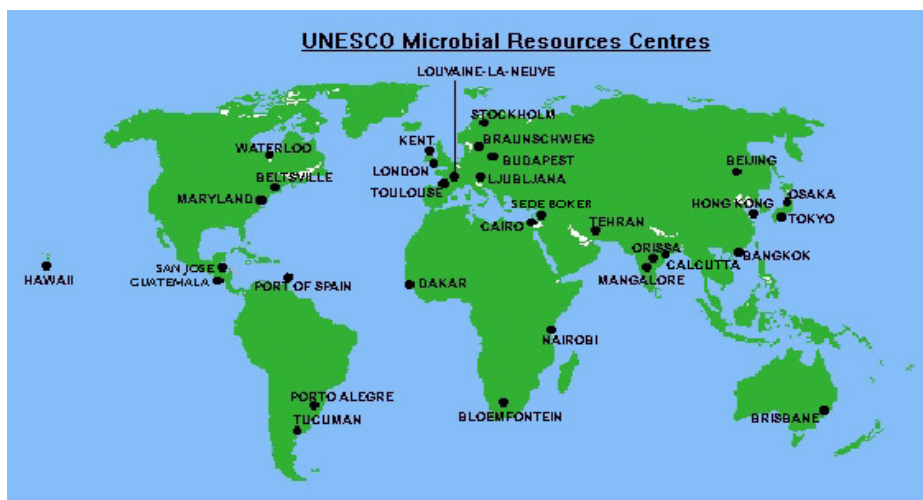 UNESCO Microbial Resources Centres
LOUVAINE-LA-NEUVE
STOCKHOLM
KENT
BRAUNSCHWEIG
WATERLOO
BUDAPEST
LONDON
BEIJING
BELTSVILLE
LJUBLJANA
TOULOUSE
MARYLAND
OSAKA
SEDE BOKER
HONG KONG
CAIRO
TEHRAN
TOKYO
ORISSA
BANGKOK
SAN JOSE
CALCUTTA
HAWAII
GUATEMALA
PORT OF SPAIN
DAKAR
MANGALORE
NAIROBI
PORTO ALEGRE
TUCUMAN
BLOEMFONTEIN
BRISBANE